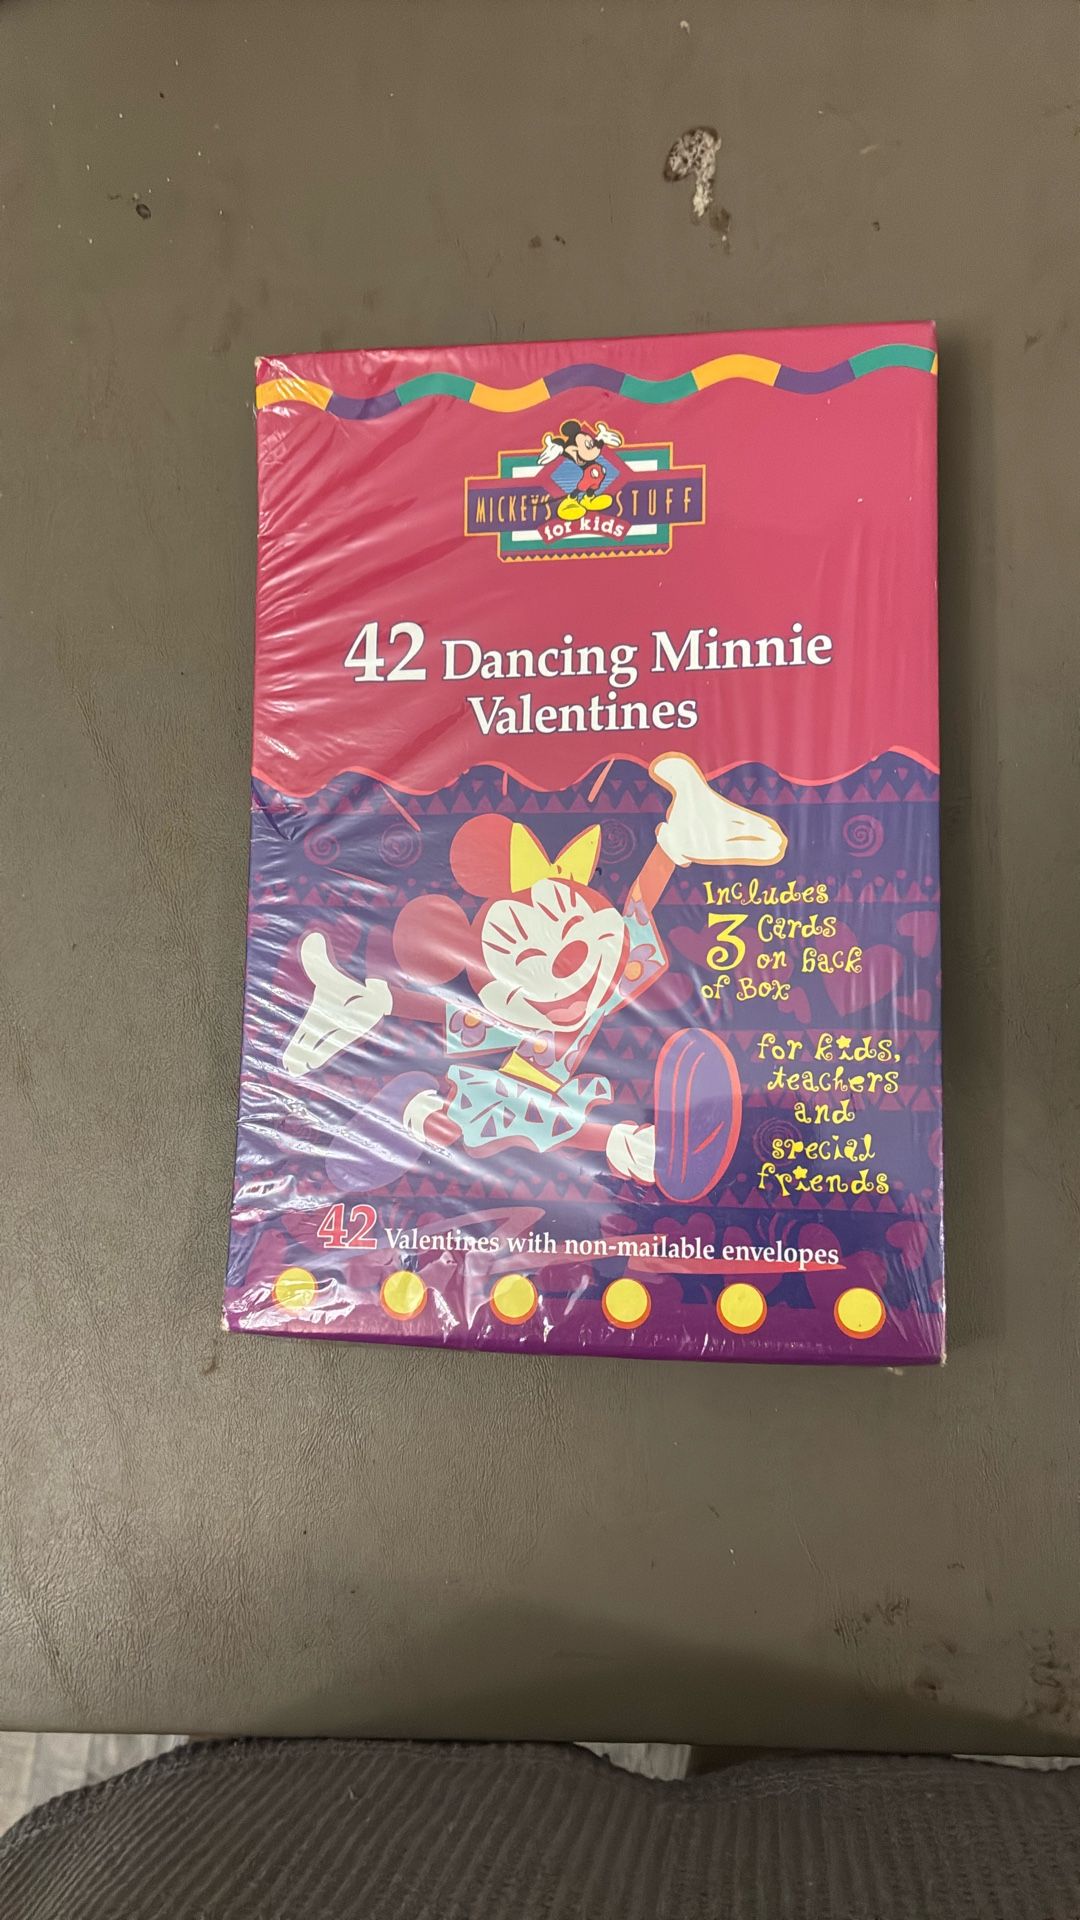 MICKEY'S STUFF
for kids
42 Dancing Minnie
Valentines
Includes
3 Cards
on back
of Box
for kids,
teachers
and
special
friends
42 Valentines with non-mailable envelopes